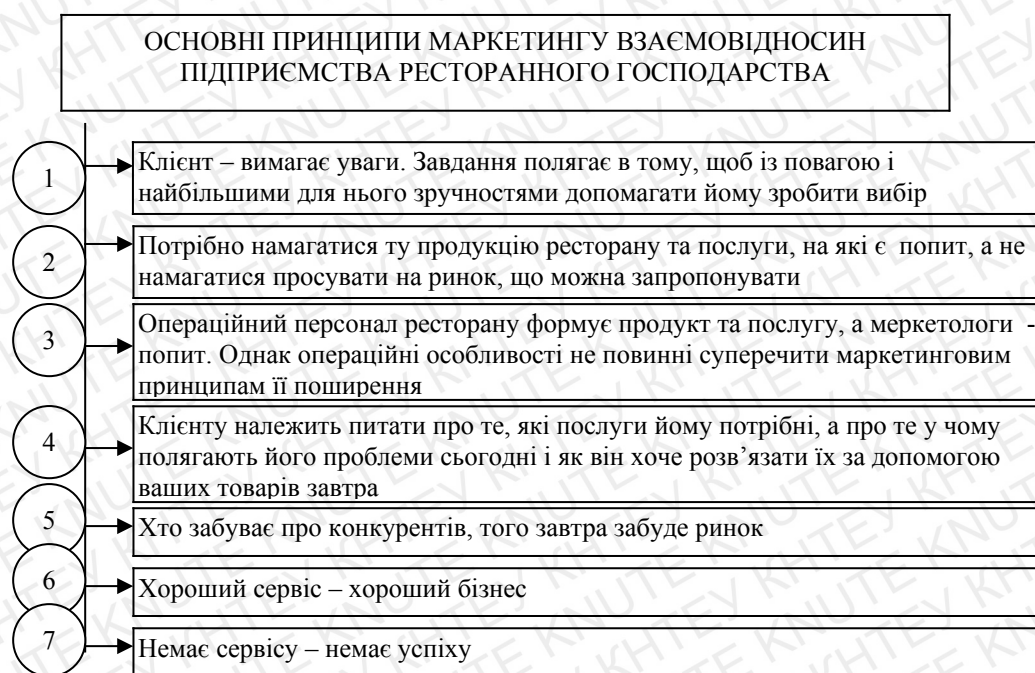 ОСНОВНІ ПРИНЦИПИ МАРКЕТИНГУ ВЗАЄМОВІДНОСИН
ПІДПРИЄМСТВА РЕСТОРАННОГО ГОСПОДАРСТВА
1
Клієнт – вимагає уваги. Завдання полягає в тому, щоб із повагою і
найбільшими для нього зручностями допомагати йому зробити вибір
2
Потрібно намагатися ту продукцію ресторану та послуги, на які є попит, а не
намагатися просувати на ринок, що можна запропонувати
3
Операційний персонал ресторану формує продукт та послугу, а меркетологи -
попит. Однак операційні особливості не повинні суперечити маркетинговим
принципам її поширення
4
Клієнту належить питати про те, які послуги йому потрібні, а про те у чому
полягають його проблеми сьогодні і як він хоче розв’язати їх за допомогою
ваших товарів завтра
5
Хто забуває про конкурентів, того завтра забуде ринок
6
Хороший сервіс – хороший бізнес
7
Немає сервісу – немає успіху